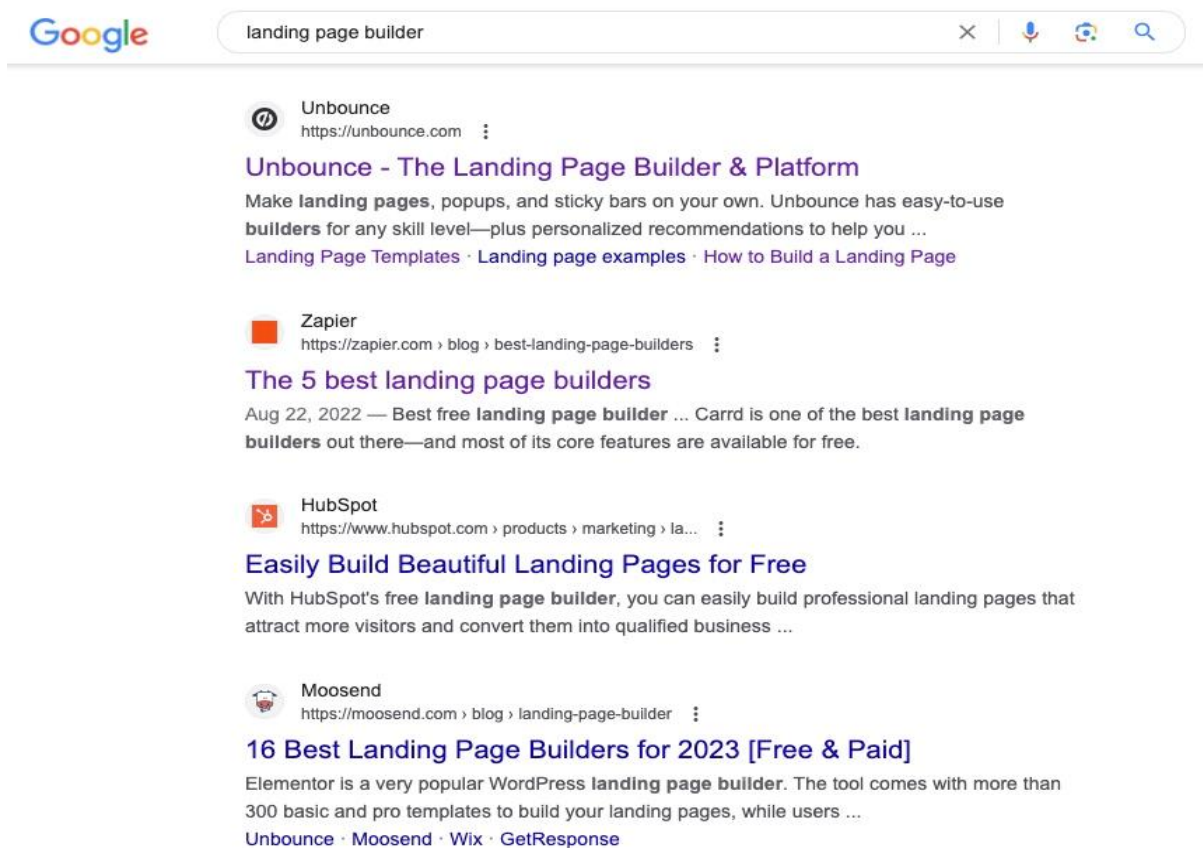 Google
landing page builder
Unbounce
https://unbounce.com
Unbounce - The Landing Page Builder & Platform
Make landing pages, popups, and sticky bars on your own. Unbounce has easy-to-use
builders for any skill level—plus personalized recommendations to help you ...
Landing Page Templates · Landing page examples · How to Build a Landing Page
Zapier
https://zapier.com › blog › best-landing-page-builders
The 5 best landing page builders
Aug 22, 2022 — Best free landing page builder ... Carrd is one of the best landing page
builders out there—and most of its core features are available for free.
HubSpot
https://www.hubspot.com › products › marketing › la...
Easily Build Beautiful Landing Pages for Free
With HubSpot's free landing page builder, you can easily build professional landing pages that
attract more visitors and convert them into qualified business ...
Moosend
https://moosend.com › blog › landing-page-builder
16 Best Landing Page Builders for 2023 [Free & Paid]
Elementor is a very popular WordPress landing page builder. The tool comes with more than
300 basic and pro templates to build your landing pages, while users ...
Unbounce · Moosend · Wix · GetResponse